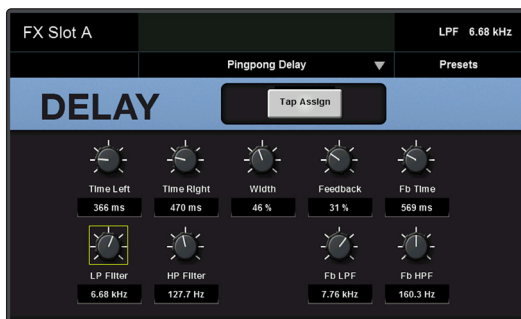 FX Slot A
LPF 6.68 kHz
Pingpong Delay
Presets
DELAY
Tap Assign
Time Left Time Right Width Feedback Fb Time
366 ms 470 ms 46 % 31 % 569 ms
LP Filter HP Filter Fb LPF Fb HPF
6.68 kHz 127.7 Hz 7.76 kHz 160.3 Hz